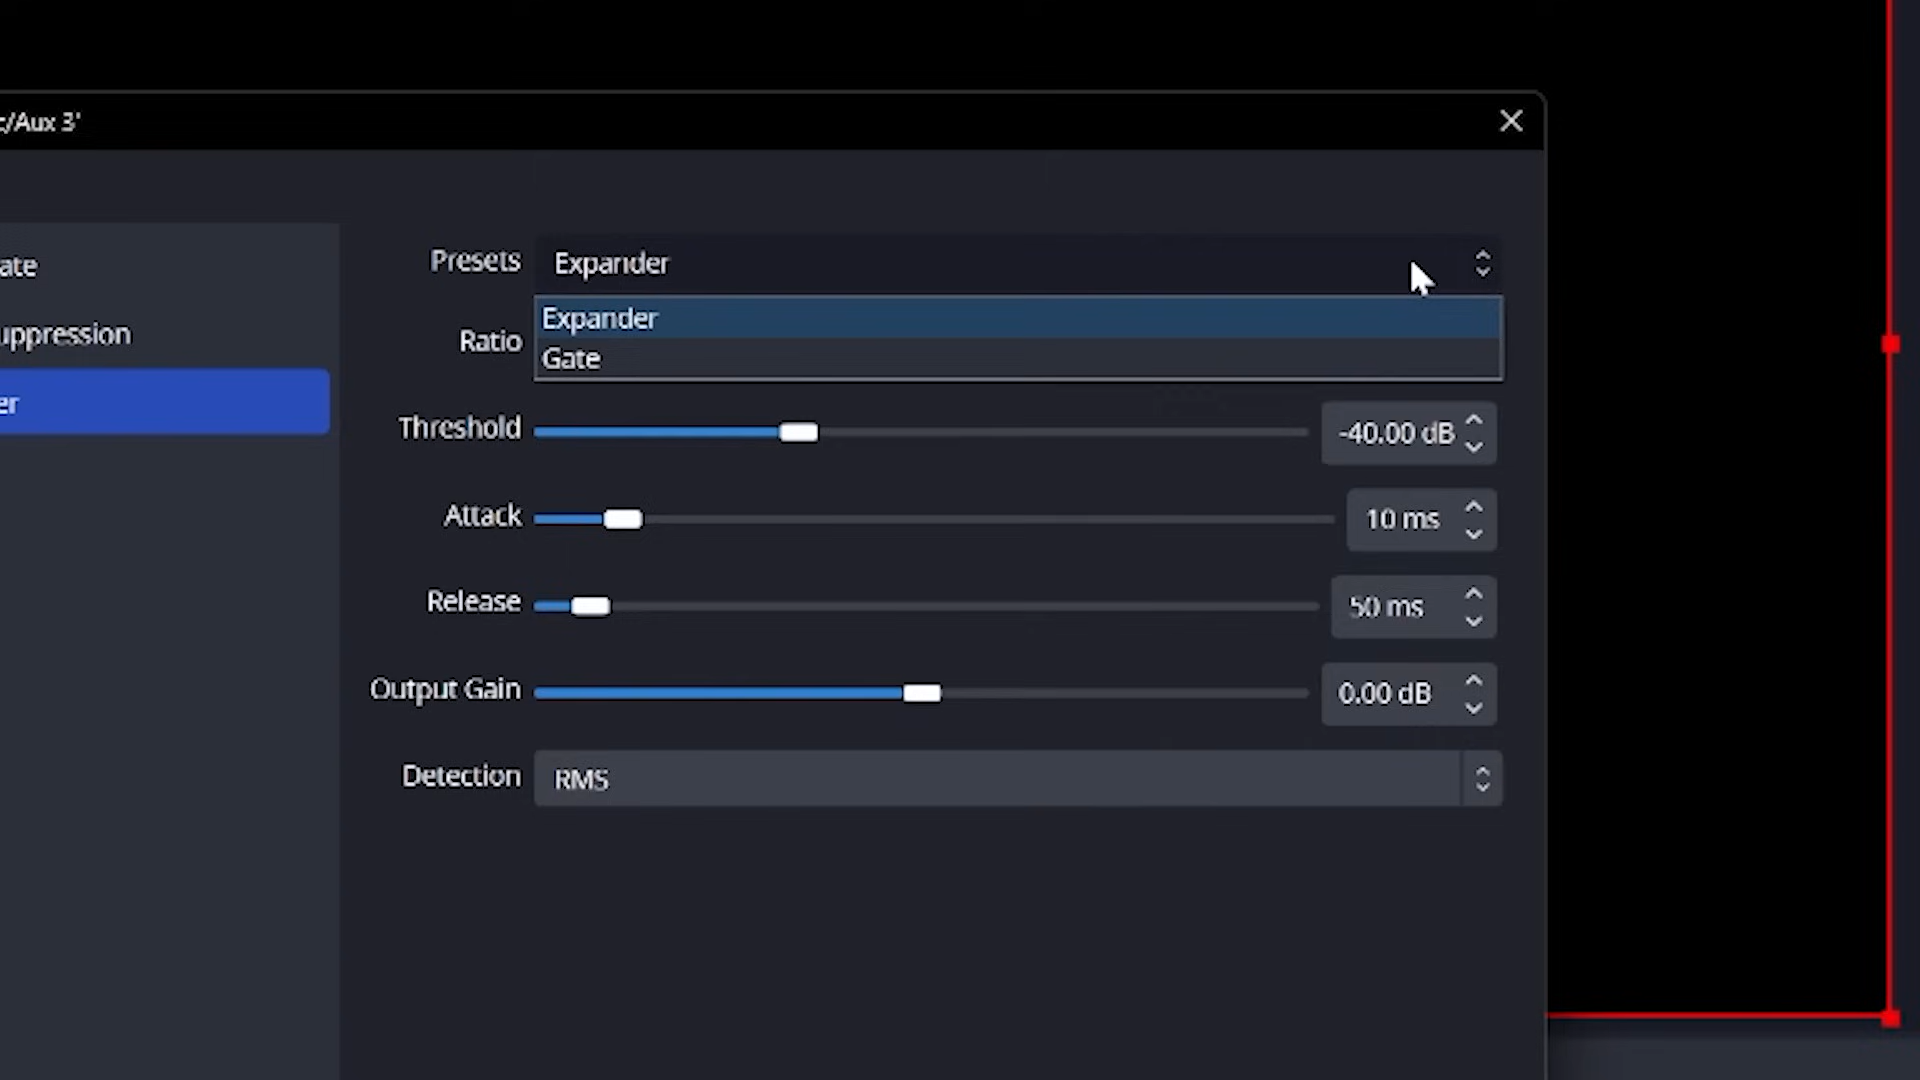 c/Aux 3'
ate
uppression
er
Presets Expander
Expander
Gate
Ratio
Threshold -40.00 dB
Attack 10 ms
Release 50 ms
Output Gain 0.00 dB
Detection RMS